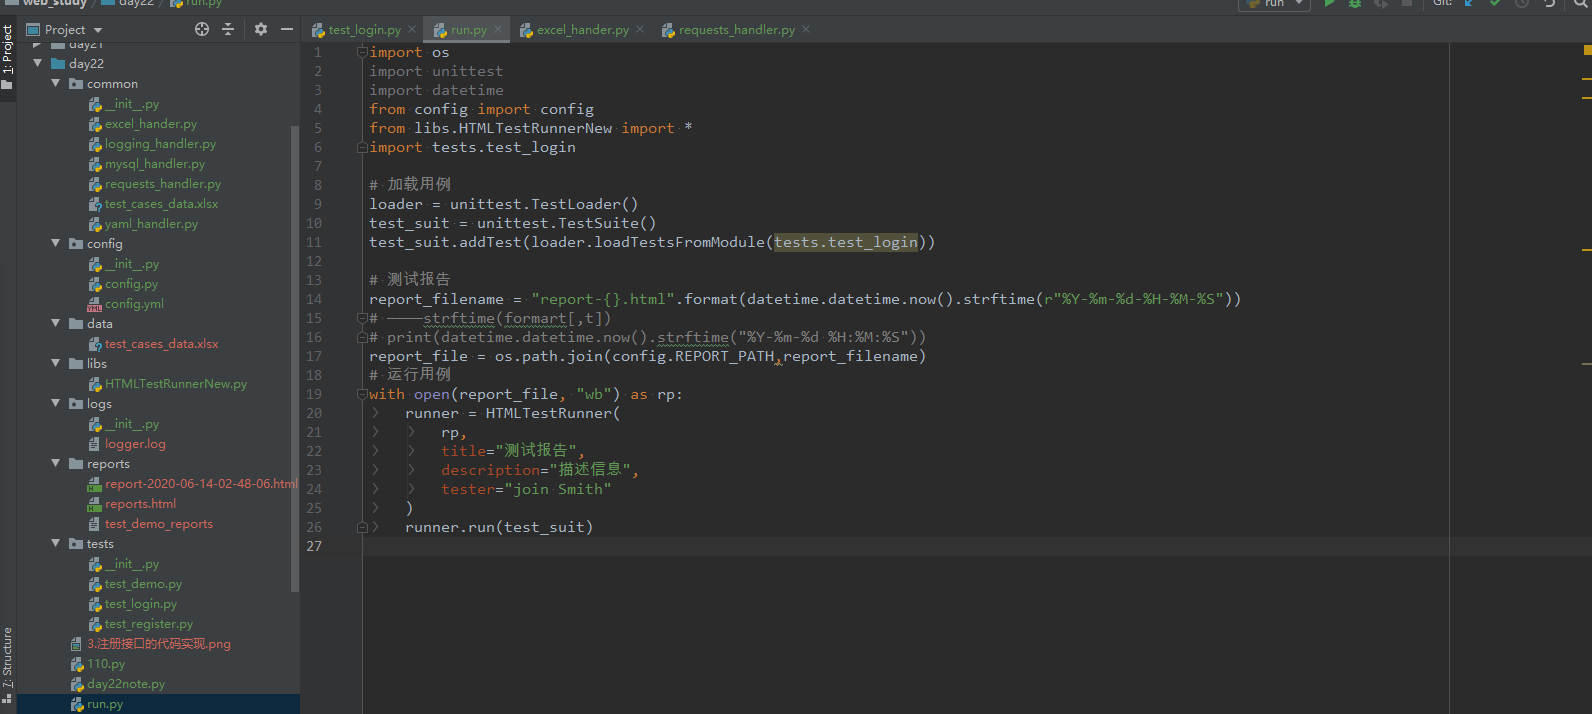 web_study / day22 / run.py
run
Git:
1: Project
Project
test_login.py
run.py
excel_hander.py
requests_handler.py
day21
day22
common
__init__.py
excel_hander.py
logging_handler.py
mysql_handler.py
requests_handler.py
test_cases_data.xlsx
yaml_handler.py
config
__init__.py
config.py
config.yml
data
test_cases_data.xlsx
libs
HTMLTestRunnerNew.py
logs
__init__.py
logger.log
reports
report-2020-06-14-02-48-06.html
reports.html
test_demo_reports
tests
__init__.py
test_demo.py
test_login.py
test_register.py
3.注册接口的代码实现.png
110.py
day22note.py
run.py
7: Structure
1 import os
2 import unittest
3 import datetime
4 from config import config
5 from libs.HTMLTestRunnerNew import *
6 import tests.test_login
7
8 # 加载用例
9 loader = unittest.TestLoader()
10 test_suit = unittest.TestSuite()
11 test_suit.addTest(loader.loadTestsFromModule(tests.test_login))
12
13 # 测试报告
14 report_filename = "report-{}.html".format(datetime.datetime.now().strftime(r"%Y-%m-%d-%H-%M-%S"))
15 # ————strftime(formart[,t])
16 # print(datetime.datetime.now().strftime("%Y-%m-%d %H:%M:%S"))
17 report_file = os.path.join(config.REPORT_PATH,report_filename)
18 # 运行用例
19 with open(report_file, "wb") as rp:
20 runner = HTMLTestRunner(
21 rp,
22 title="测试报告",
23 description="描述信息",
24 tester="join Smith"
25 )
26 runner.run(test_suit)
27